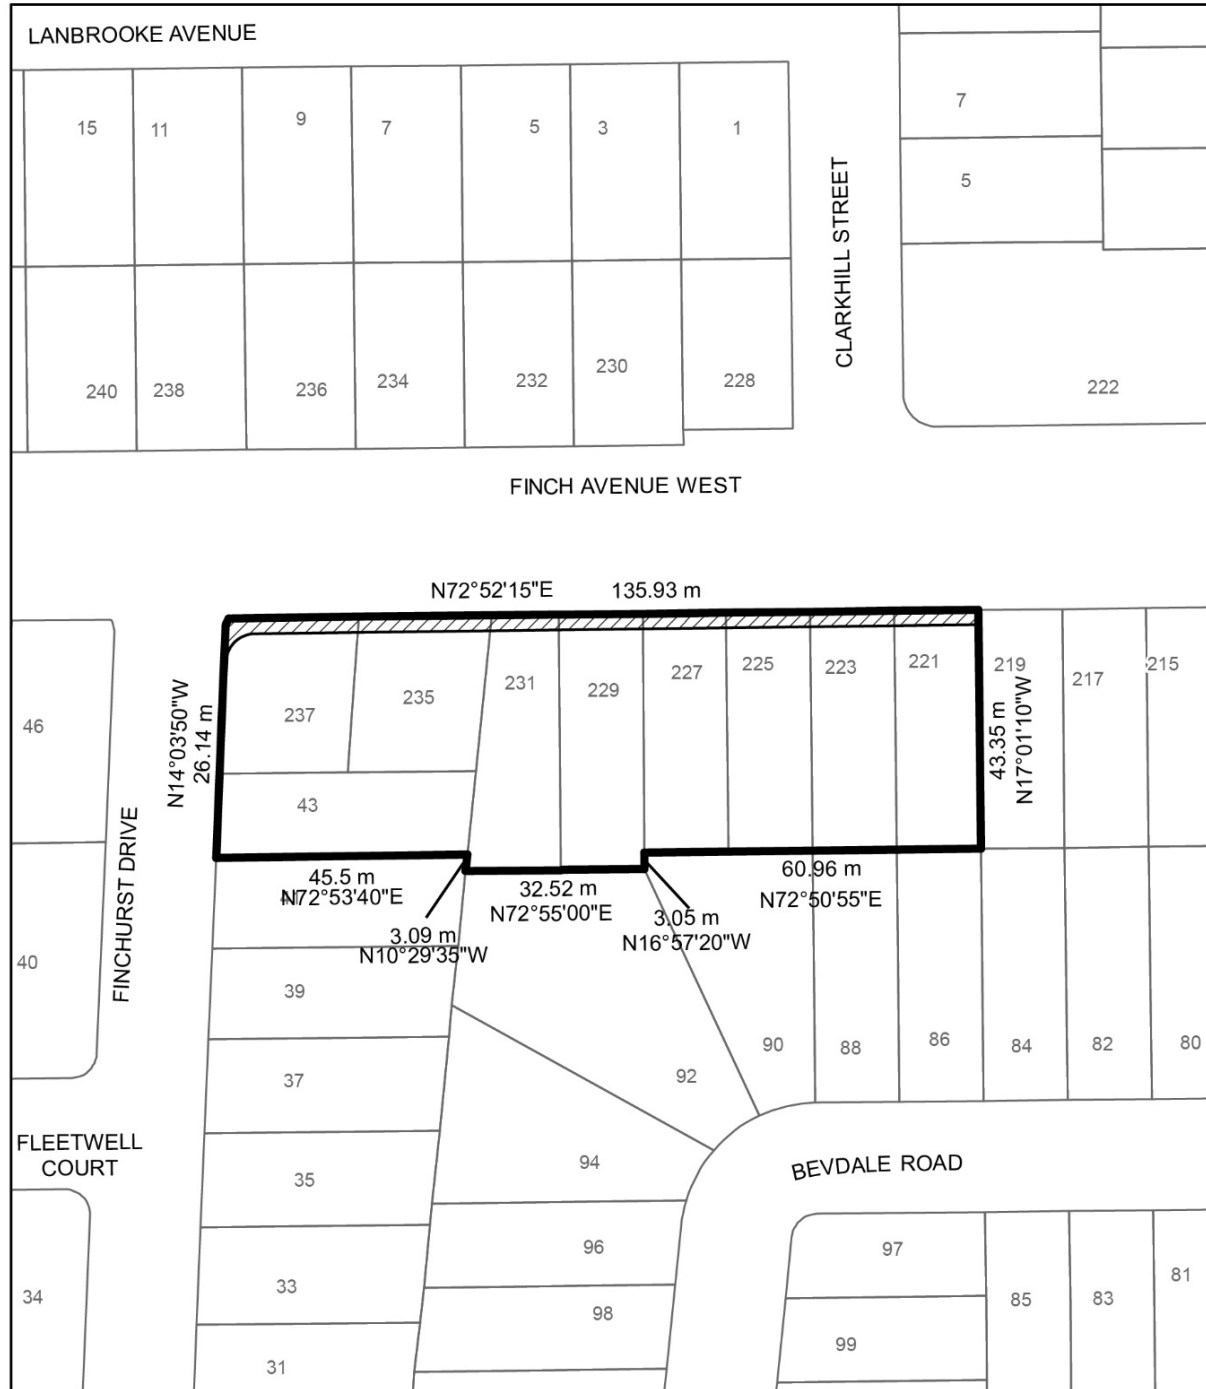 LANBROOKE AVENUE
15
11
9
7
5
3
1
7
5
CLARKHILL STREET
240
238
236
234
232
230
228
222
FINCH AVENUE WEST
N72°52'15"E 135.93 m
46
N14°03'50"W
26.14 m
237
235
231
229
227
225
223
221
219
217
215
43.35 m
N17°01'10"W
43
FINCHURST DRIVE
45.5 m
N72°53'40"E
41
3.09 m
N10°29'35"W
32.52 m
N72°55'00"E
3.05 m
N16°57'20"W
60.96 m
N72°50'55"E
40
39
37
92
90
88
86
84
82
80
FLEETWELL
COURT
35
94
BEVDALE ROAD
34
33
31
96
98
97
99
85
83
81